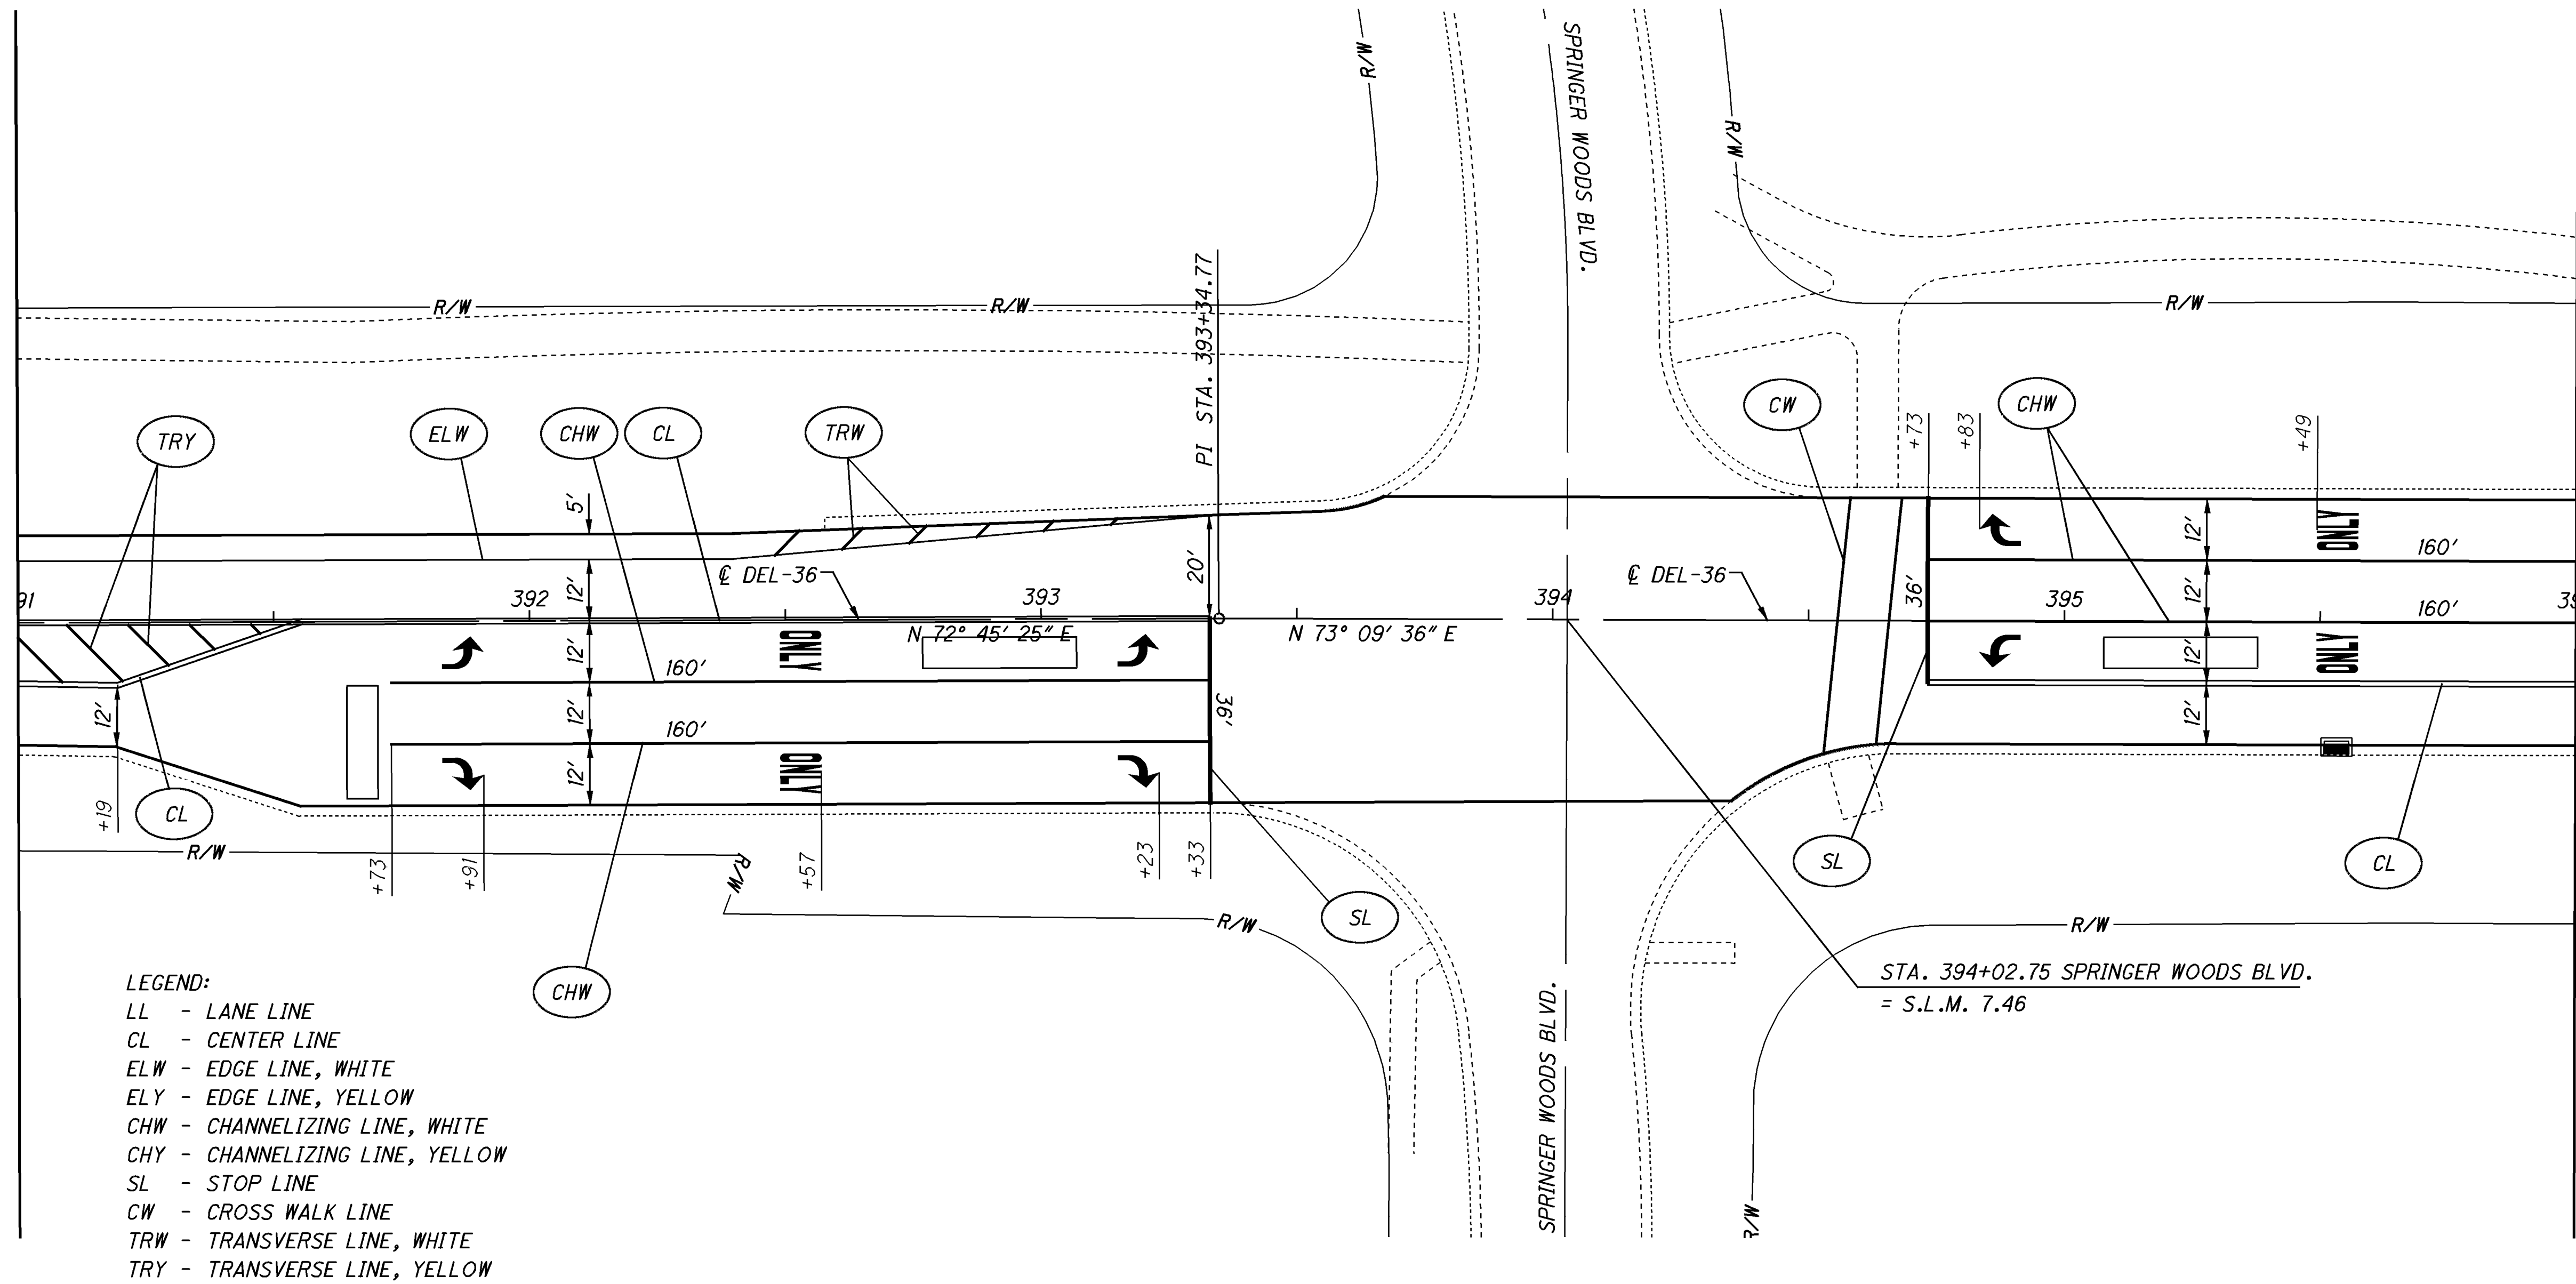 SPRINGER WOODS BLVD.
R/W
R/W
R/W
R/W
R/W
PI STA. 393+34.77
TRY
ELW
CHW
CL
TRW
CW
+73
+83
CHW
+49
5'
12'
20'
℄ DEL-36
℄ DEL-36
36'
12'
ONLY
160'
12'
91
392
393
394
395
160'
N 72° 45' 25" E
N 73° 09' 36" E
12'
ONLY
160'
12'
ONLY
12'
12'
160'
36'
12'
12'
ONLY
+19
CL
R/W
+73
+91
R/W
+57
+23
+33
SL
CL
R/W
SL
R/W
CHW
STA. 394+02.75 SPRINGER WOODS BLVD.
= S.L.M. 7.46
SPRINGER WOODS BLVD.
R/W
LEGEND:
LL - LANE LINE
CL - CENTER LINE
ELW - EDGE LINE, WHITE
ELY - EDGE LINE, YELLOW
CHW - CHANNELIZING LINE, WHITE
CHY - CHANNELIZING LINE, YELLOW
SL - STOP LINE
CW - CROSS WALK LINE
TRW - TRANSVERSE LINE, WHITE
TRY - TRANSVERSE LINE, YELLOW